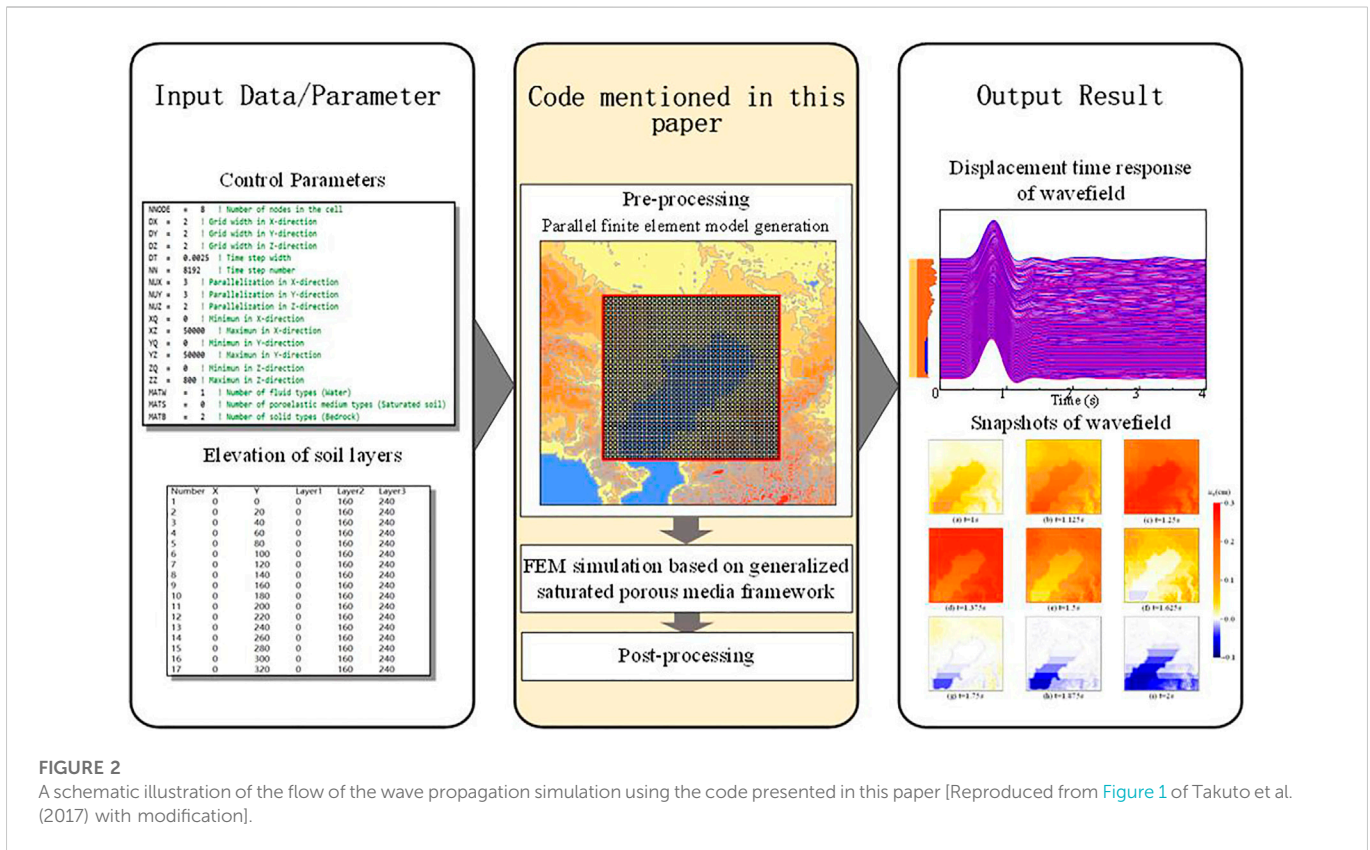 Input Data/Parameter
Control Parameters
NNODE = 8 ! Number of nodes in the cell
DX = 2 ! Grid width in X-direction
DY = 2 ! Grid width in Y-direction
DZ = 2 ! Grid width in Z-direction
DT = 0.0025 ! Time step width
NN = 8192 ! Time step number
NUX = 3 ! Parallelization in X-direction
NUY = 3 ! Parallelization in Y-direction
NUZ = 2 ! Parallelization in Z-direction
XQ = 0 ! Minimun in X-direction
XZ = 50000 ! Maximun in X-direction
YQ = 0 ! Minimun in Y-direction
YZ = 50000 ! Maximun in Y-direction
ZQ = 0 ! Minimun in Z-direction
ZZ = 800 ! Maximun in Z-direction
MATW = 1 ! Number of fluid types (Water)
MATS = 0 ! Number of poroelastic medium types (Saturated soil)
MATB = 2 ! Number of solid types (Bedrock)
Elevation of soil layers
Number X Y Layer1 Layer2 Layer3
1 0 0 0 160 240
2 0 20 0 160 240
3 0 40 0 160 240
4 0 60 0 160 240
5 0 80 0 160 240
6 0 100 0 160 240
7 0 120 0 160 240
8 0 140 0 160 240
9 0 160 0 160 240
10 0 180 0 160 240
11 0 200 0 160 240
12 0 220 0 160 240
13 0 240 0 160 240
14 0 260 0 160 240
15 0 280 0 160 240
16 0 300 0 160 240
17 0 320 0 160 240
Code mentioned in this
paper
Pre-processing
Parallel finite element model generation
FEM simulation based on generalized
saturated porous media framework
Post-processing
Output Result
Displacement time response
of wavefield
0 1 2 3 4
Time (s)
Snapshots of wavefield
(a) t=1s (b) t=1.125s (c) t=1.25s
(d) t=1.375s (e) t=1.5s (f) t=1.625s
(g) t=1.75s (h) t=1.875s (i) t=2s
(cm)
0.3
0.2
0.1
0.0
-0.1
FIGURE 2
A schematic illustration of the flow of the wave propagation simulation using the code presented in this paper [Reproduced from Figure 1 of Takuto et al.
(2017) with modification].